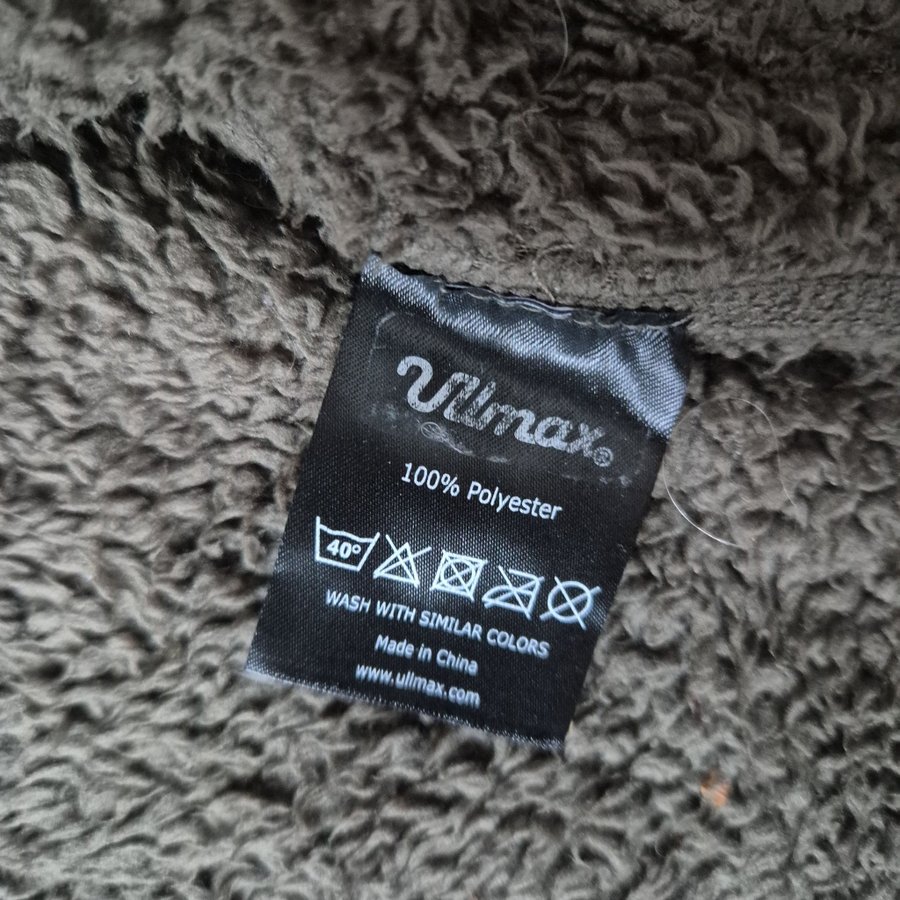 Ullmax®
100% Polyester
40°
WASH WITH SIMILAR COLORS
Made in China
www.ullmax.com